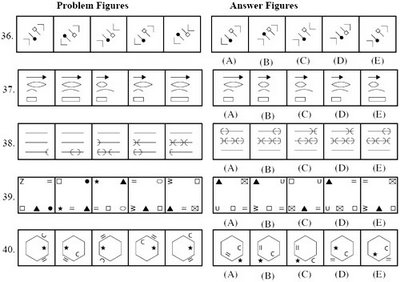 Problem Figures Answer Figures
36.
(A) (B) (C) (D) (E)
37.
(A) (B) (C) (D) (E)
38.
(A) (B) (C) (D) (E)
39.
Z = W
U U U
= W = W W
(A) (B) (C) (D) (E)
40.
C C C C C C C C C
(A) (B) (C) (D) (E)